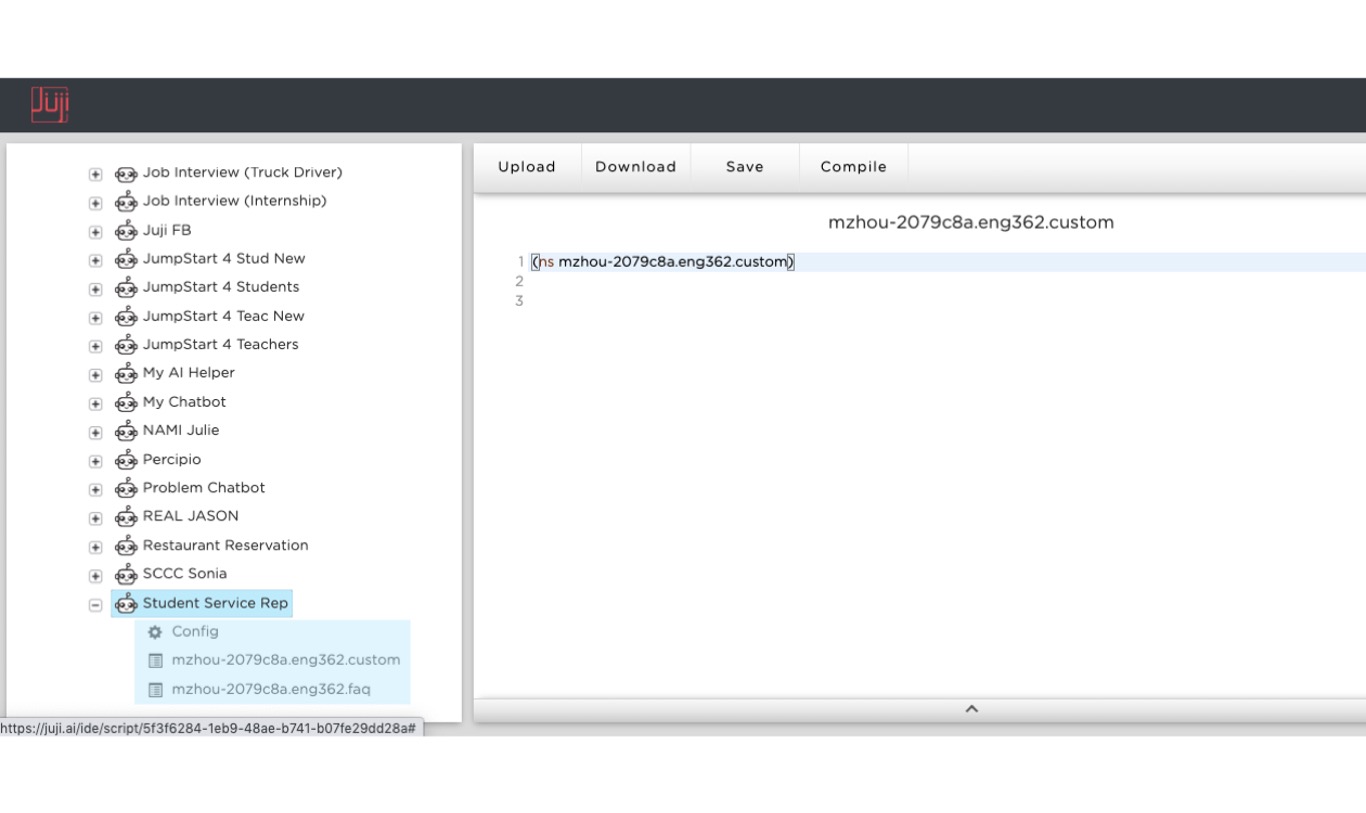 Juji
Job Interview (Truck Driver)
Job Interview (Internship)
Juji FB
JumpStart 4 Stud New
JumpStart 4 Students
JumpStart 4 Teac New
JumpStart 4 Teachers
My AI Helper
My Chatbot
NAMI Julie
Percipio
Problem Chatbot
REAL JASON
Restaurant Reservation
SCCC Sonia
Student Service Rep
Config
mzhou-2079c8a.eng362.custom
mzhou-2079c8a.eng362.faq
https://juji.ai/ide/script/5f3f6284-1eb9-48ae-b741-b07fe29dd28a#
Upload Download Save Compile
mzhou-2079c8a.eng362.custom
1 (ns mzhou-2079c8a.eng362.custom)
2
3